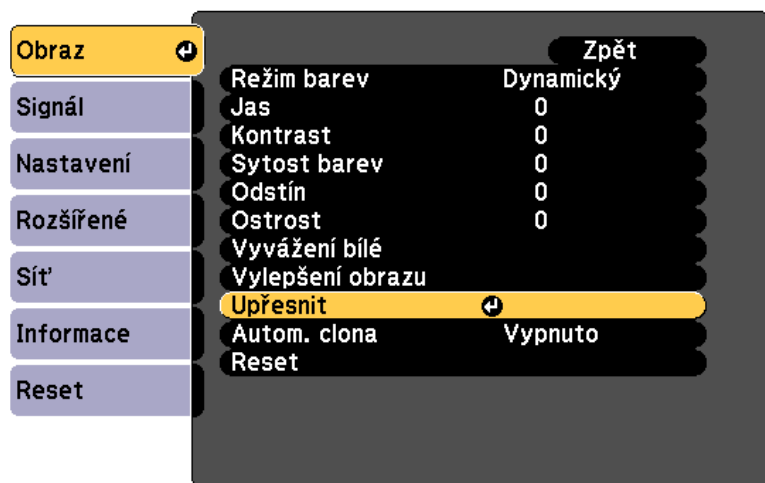 Obraz
Signál
Nastavení
Rozšířené
Síť
Informace
Reset
Zpět
Režim barev Dynamický
Jas 0
Kontrast 0
Sytost barev 0
Odstín 0
Ostrost 0
Vyvážení bílé
Vylepšení obrazu
Upřesnit
Autom. clona Vypnuto
Reset